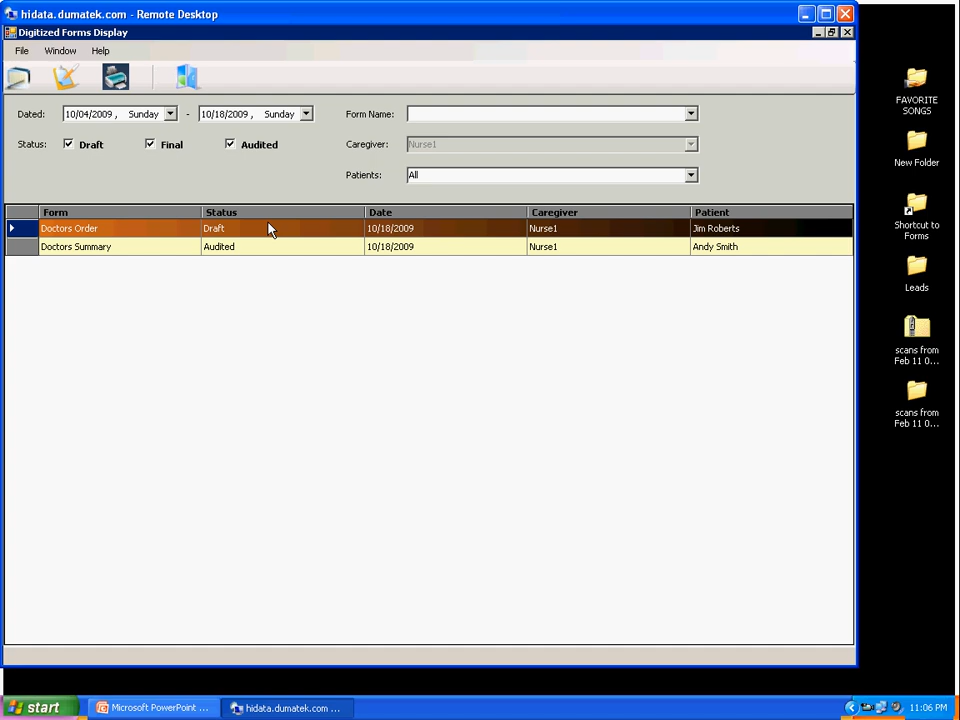 hidata.dumatek.com - Remote Desktop
Digitized Forms Display
File Window Help
Dated: 10/04/2009 , Sunday - 10/18/2009 , Sunday Form Name:
Status: Draft Final Audited Caregiver: Nurse1
Patients: All
Form Status Date Caregiver Patient
Doctors Order Draft 10/18/2009 Nurse1 Jim Roberts
Doctors Summary Audited 10/18/2009 Nurse1 Andy Smith
FAVORITE
SONGS
New Folder
Shortcut to
Forms
Leads
scans from
Feb 11 0...
scans from
Feb 11 0...
start Microsoft PowerPoint ... hidata.dumatek.com ... 11:06 PM